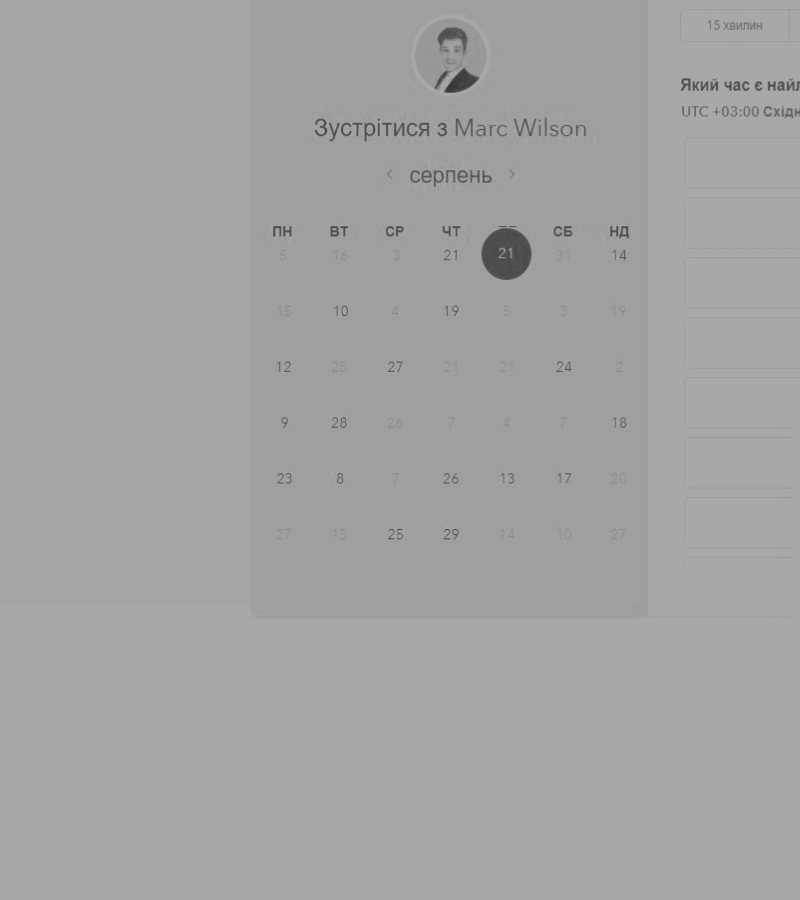 15 хвилин
Який час є найл
UTC +03:00 Східн
Зустрітися з Marc Wilson
серпень
ПН ВТ СР ЧТ СБ НД
5 16 3 21 21 31 14
15 10 4 19 5 3 19
12 28 27 21 21 24 2
9 28 26 7 4 7 18
23 8 7 26 13 17 20
27 13 25 29 14 10 27